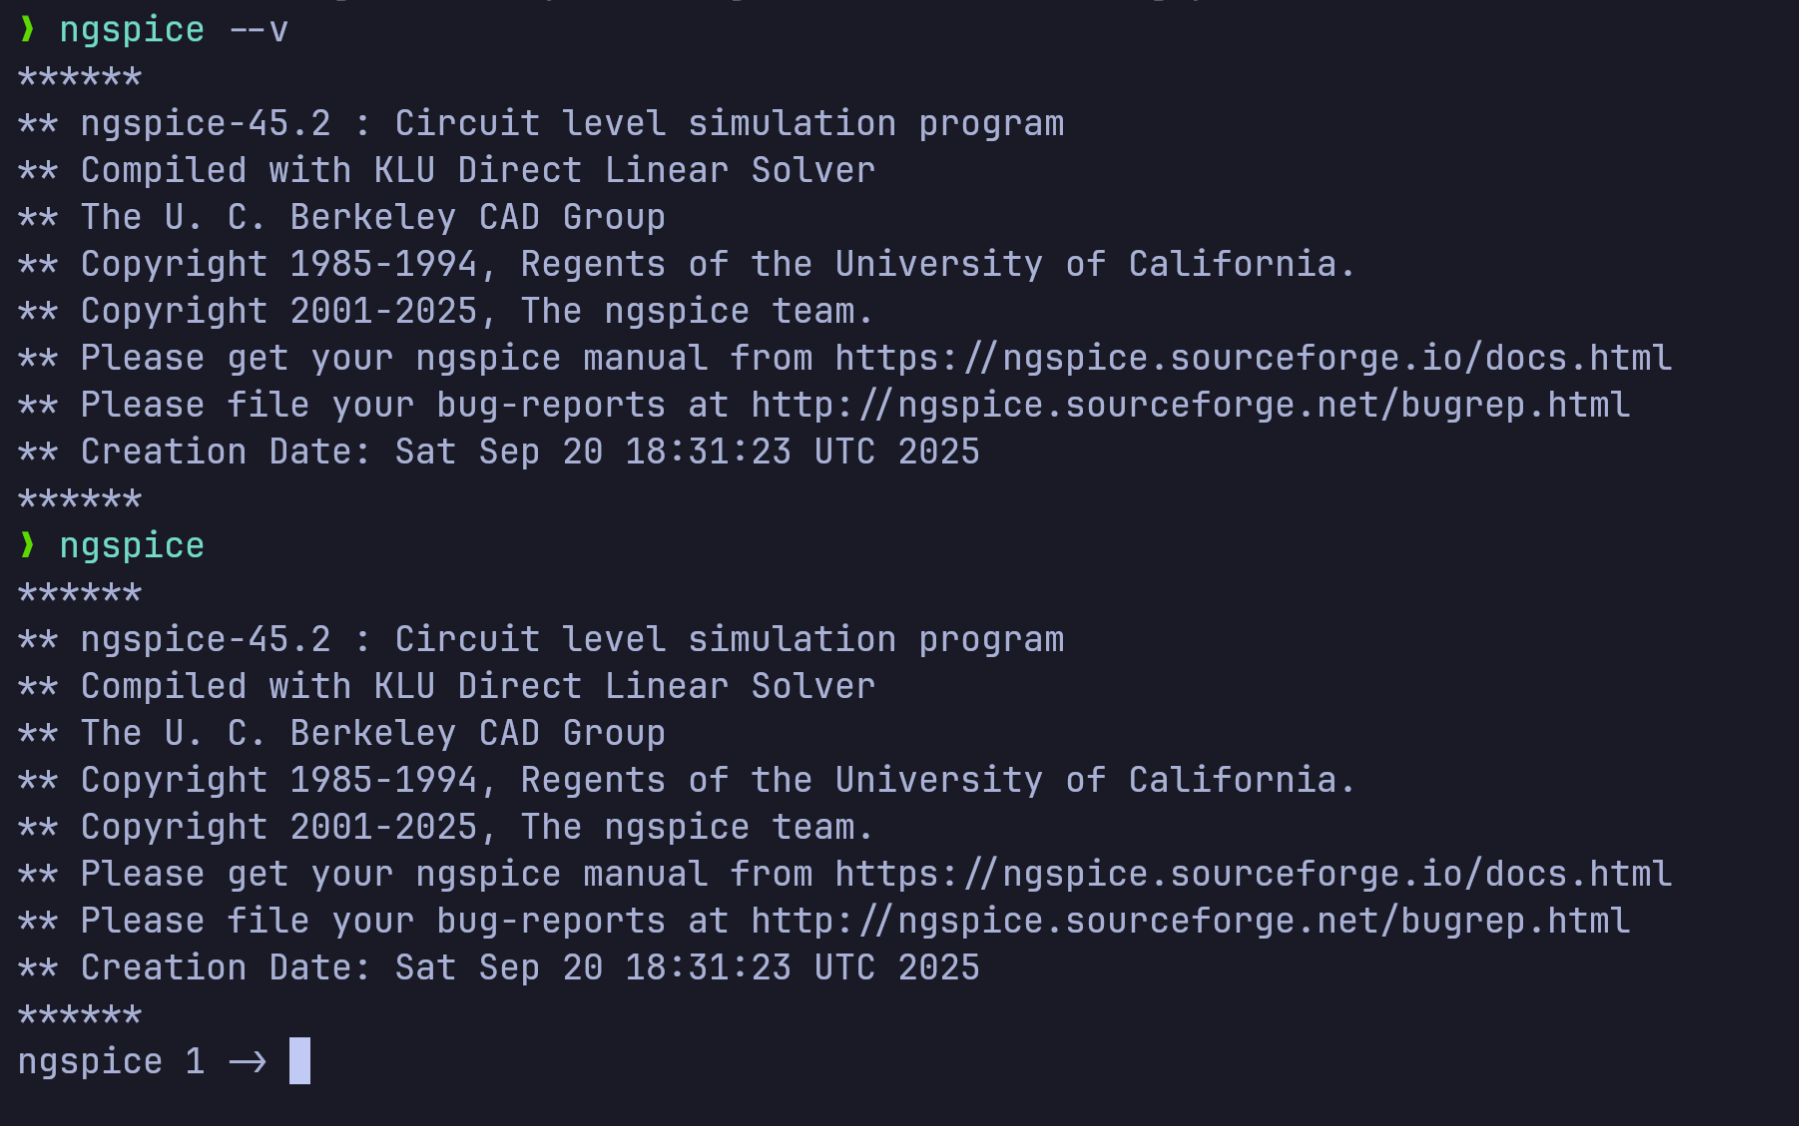 ❫ ngspice --v
******
** ngspice-45.2 : Circuit level simulation program
** Compiled with KLU Direct Linear Solver
** The U. C. Berkeley CAD Group
** Copyright 1985-1994, Regents of the University of California.
** Copyright 2001-2025, The ngspice team.
** Please get your ngspice manual from https://ngspice.sourceforge.io/docs.html
** Please file your bug-reports at http://ngspice.sourceforge.net/bugrep.html
** Creation Date: Sat Sep 20 18:31:23 UTC 2025
******
❫ ngspice
******
** ngspice-45.2 : Circuit level simulation program
** Compiled with KLU Direct Linear Solver
** The U. C. Berkeley CAD Group
** Copyright 1985-1994, Regents of the University of California.
** Copyright 2001-2025, The ngspice team.
** Please get your ngspice manual from https://ngspice.sourceforge.io/docs.html
** Please file your bug-reports at http://ngspice.sourceforge.net/bugrep.html
** Creation Date: Sat Sep 20 18:31:23 UTC 2025
******
ngspice 1 ->